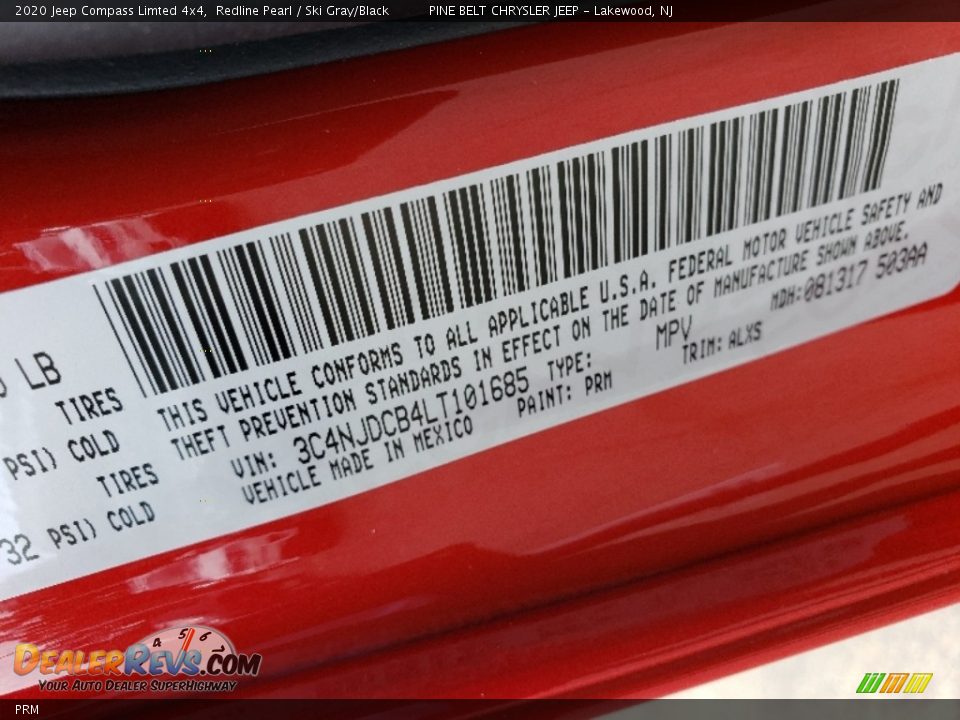 2020 Jeep Compass Limted 4x4, Redline Pearl / Ski Gray/Black PINE BELT CHRYSLER JEEP - Lakewood, NJ
LB
TIRES
PSI) COLD
TIRES
32 PSI) COLD
THIS VEHICLE CONFORMS TO ALL APPLICABLE U.S.A. FEDERAL MOTOR VEHICLE SAFETY AND
THEFT PREVENTION STANDARDS IN EFFECT ON THE DATE OF MANUFACTURE SHOWN ABOVE.
VIN: 3C4NJDCB4LT101685 TYPE: MPV MDH:081317 503AA
VEHICLE MADE IN MEXICO PAINT: PRM TRIM: ALXS
4 5 6
DEALERREVS.COM
YOUR AUTO DEALER SUPERHIGHWAY
PRM